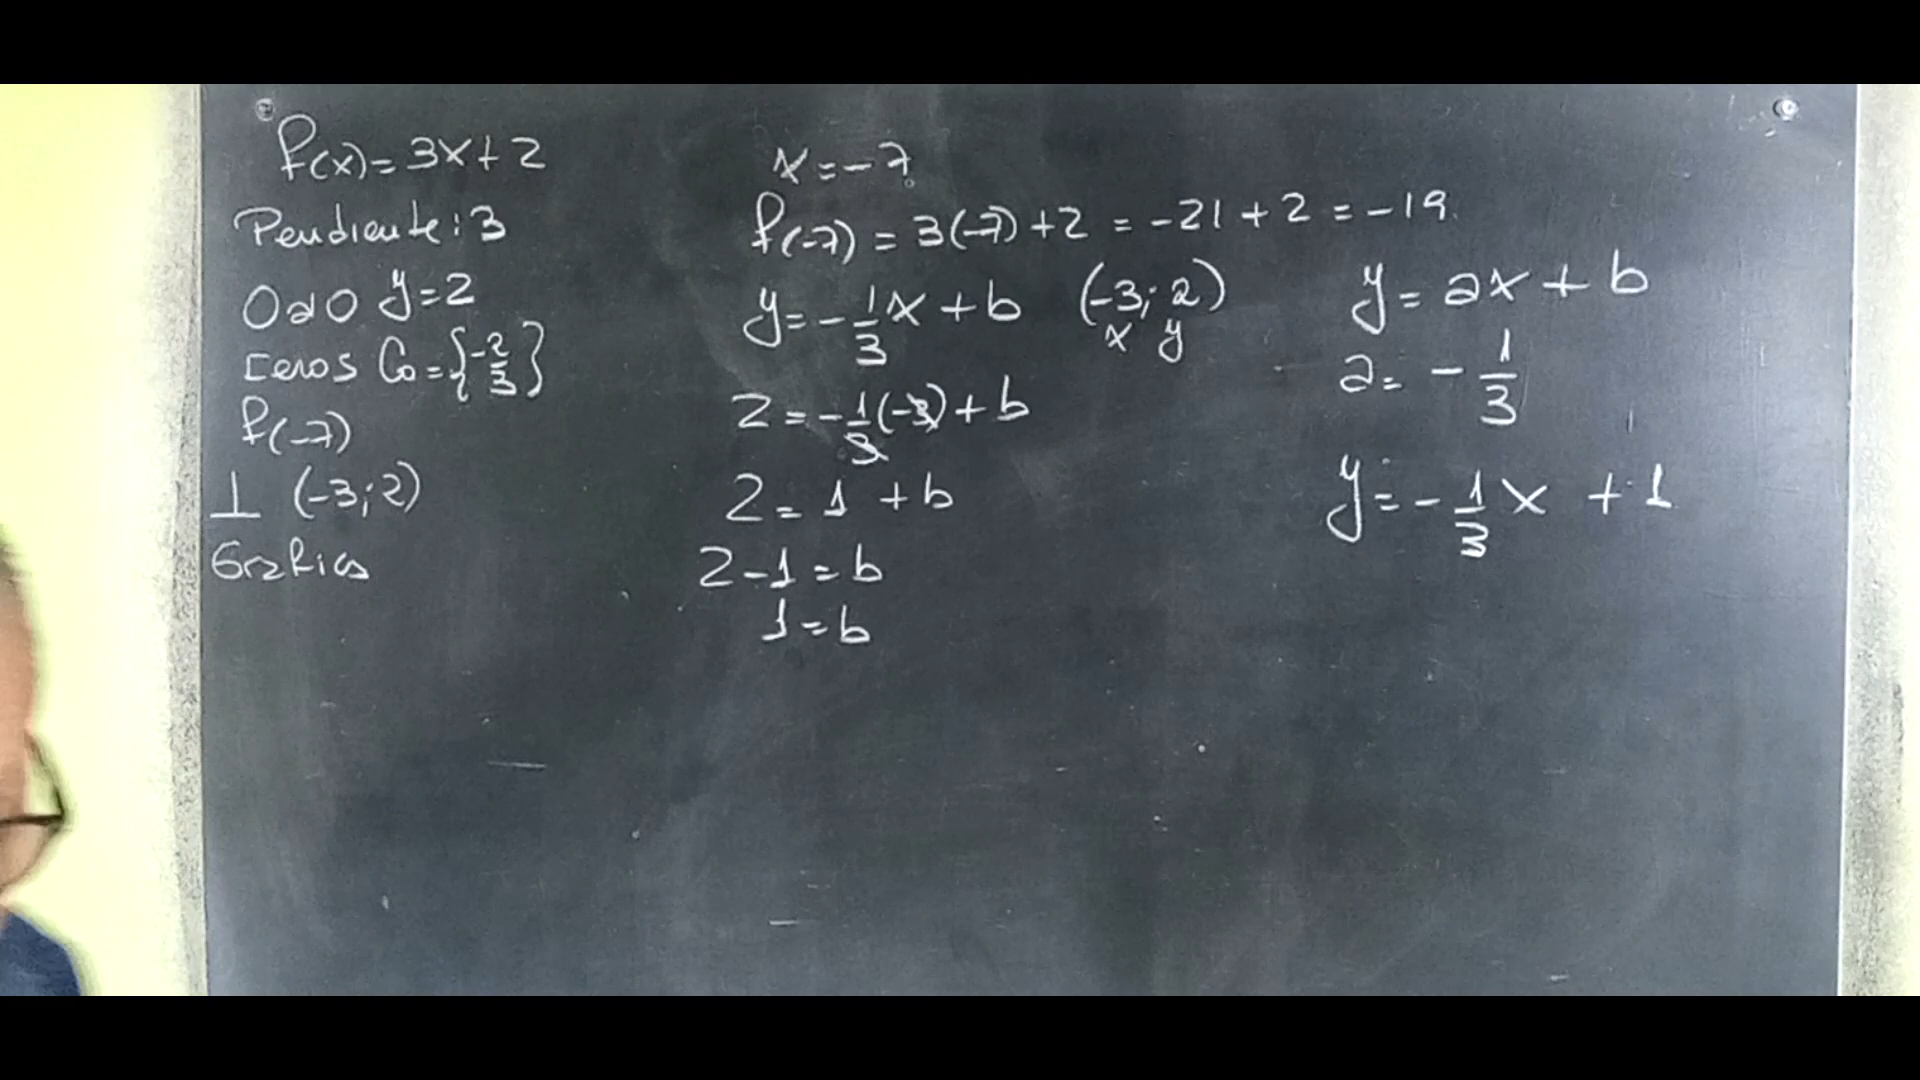 f(x) = 3x + 2
Pendiente: 3
OaO y = 2
Ceros C₀ = {-2/3}
f(-7)
⊥ (-3; 2)
Grafica
x = -7
f(-7) = 3(-7) + 2 = -21 + 2 = -19
y = -1/3 x + b (-3; 2)
x y
2 = -1/3 (-3) + b
2 = 1 + b
2 - 1 = b
1 = b
y = ax + b
a = -1/3
y = -1/3 x + 1